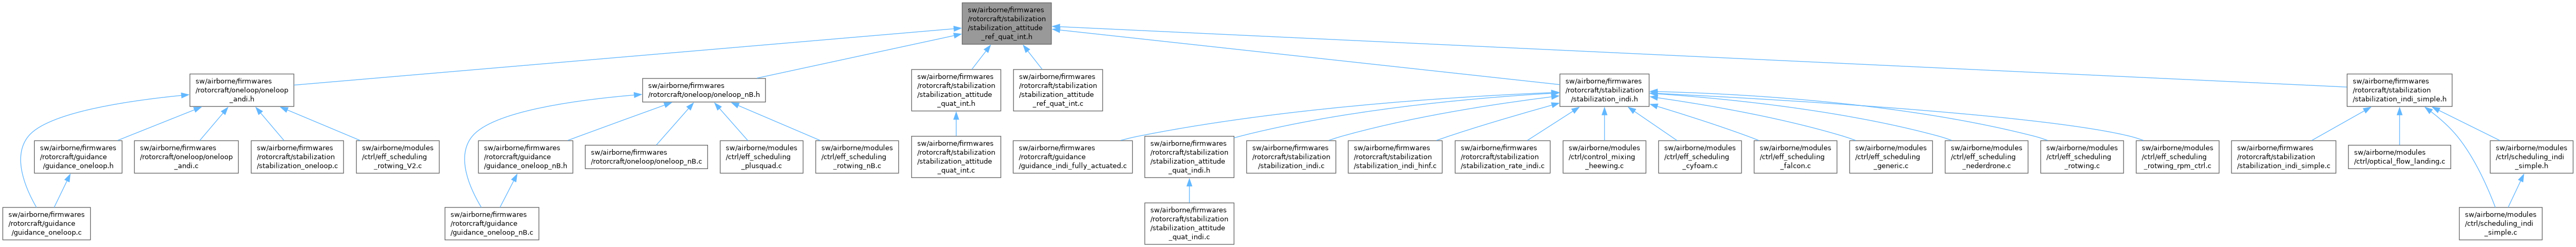 sw/airborne/firmwares
/rotorcraft/stabilization
/stabilization_attitude
_ref_quat_int.h
sw/airborne/firmwares
/rotorcraft/oneloop/oneloop
_andi.h
sw/airborne/firmwares
/rotorcraft/oneloop/oneloop_nB.h
sw/airborne/firmwares
/rotorcraft/stabilization
/stabilization_attitude
_quat_int.h
sw/airborne/firmwares
/rotorcraft/stabilization
/stabilization_attitude
_ref_quat_int.c
sw/airborne/firmwares
/rotorcraft/stabilization
/stabilization_indi.h
sw/airborne/firmwares
/rotorcraft/stabilization
/stabilization_indi_simple.h
sw/airborne/firmwares
/rotorcraft/guidance
/guidance_oneloop.h
sw/airborne/firmwares
/rotorcraft/oneloop/oneloop
_andi.c
sw/airborne/firmwares
/rotorcraft/stabilization
/stabilization_oneloop.c
sw/airborne/modules
/ctrl/eff_scheduling
_rotwing_V2.c
sw/airborne/firmwares
/rotorcraft/guidance
/guidance_oneloop_nB.h
sw/airborne/firmwares
/rotorcraft/oneloop/oneloop_nB.c
sw/airborne/modules
/ctrl/eff_scheduling
_plusquad.c
sw/airborne/modules
/ctrl/eff_scheduling
_rotwing_nB.c
sw/airborne/firmwares
/rotorcraft/stabilization
/stabilization_attitude
_quat_int.c
sw/airborne/firmwares
/rotorcraft/guidance
/guidance_indi_fully_actuated.c
sw/airborne/firmwares
/rotorcraft/stabilization
/stabilization_attitude
_quat_indi.h
sw/airborne/firmwares
/rotorcraft/stabilization
/stabilization_indi.c
sw/airborne/firmwares
/rotorcraft/stabilization
/stabilization_indi_hinf.c
sw/airborne/firmwares
/rotorcraft/stabilization
/stabilization_rate_indi.c
sw/airborne/modules
/ctrl/control_mixing
_heewing.c
sw/airborne/modules
/ctrl/eff_scheduling
_cyfoam.c
sw/airborne/modules
/ctrl/eff_scheduling
_falcon.c
sw/airborne/modules
/ctrl/eff_scheduling
_generic.c
sw/airborne/modules
/ctrl/eff_scheduling
_nederdrone.c
sw/airborne/modules
/ctrl/eff_scheduling
_rotwing.c
sw/airborne/modules
/ctrl/eff_scheduling
_rotwing_rpm_ctrl.c
sw/airborne/firmwares
/rotorcraft/stabilization
/stabilization_indi_simple.c
sw/airborne/modules
/ctrl/optical_flow_landing.c
sw/airborne/modules
/ctrl/scheduling_indi
_simple.h
sw/airborne/firmwares
/rotorcraft/guidance
/guidance_oneloop.c
sw/airborne/firmwares
/rotorcraft/guidance
/guidance_oneloop_nB.c
sw/airborne/firmwares
/rotorcraft/stabilization
/stabilization_attitude
_quat_indi.c
sw/airborne/modules
/ctrl/scheduling_indi
_simple.c